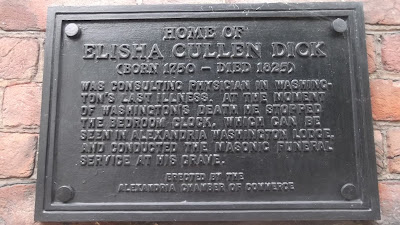 HOME OF
ELISHA CULLEN DICK
(BORN 1750 – DIED 1825)
WAS CONSULTING PHYSICIAN IN WASHING-
TON'S LAST ILLNESS. AT THE MOMENT
OF WASHINGTON'S DEATH HE STOPPED
THE BEDROOM CLOCK, WHICH CAN BE
SEEN IN ALEXANDRIA WASHINGTON LODGE,
AND CONDUCTED THE MASONIC FUNERAL
SERVICE AT HIS GRAVE.
ERECTED BY THE
ALEXANDRIA CHAMBER OF COMMERCE